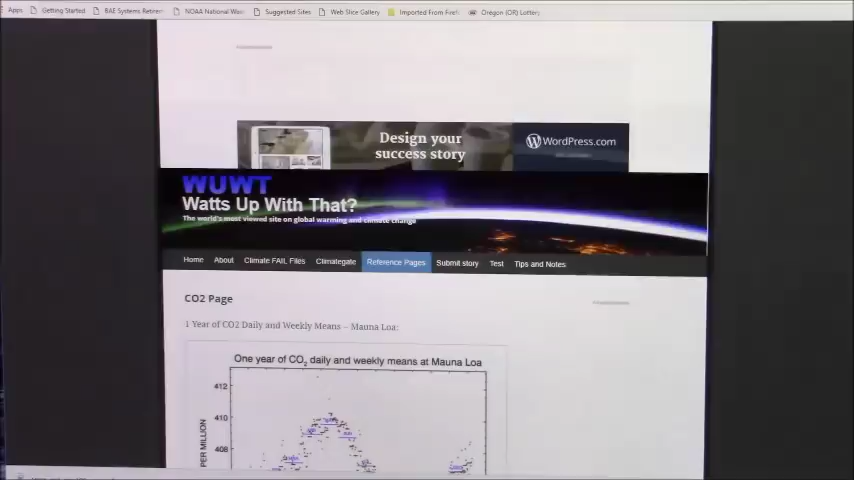 Apps Getting Started BAE Systems Retirem NOAA National Weat Suggested Sites Web Slice Gallery Imported From Firefo Oregon (OR) Lottery
Design your
success story
WordPress.com
WUWT
Watts Up With That?
The world's most viewed site on global warming and climate change
Home About Climate FAIL Files Climategate Reference Pages Submit story Test Tips and Notes
CO2 Page
1 Year of CO2 Daily and Weekly Means – Mauna Loa:
One year of CO2 daily and weekly means at Mauna Loa
412
410
408
PER MILLION